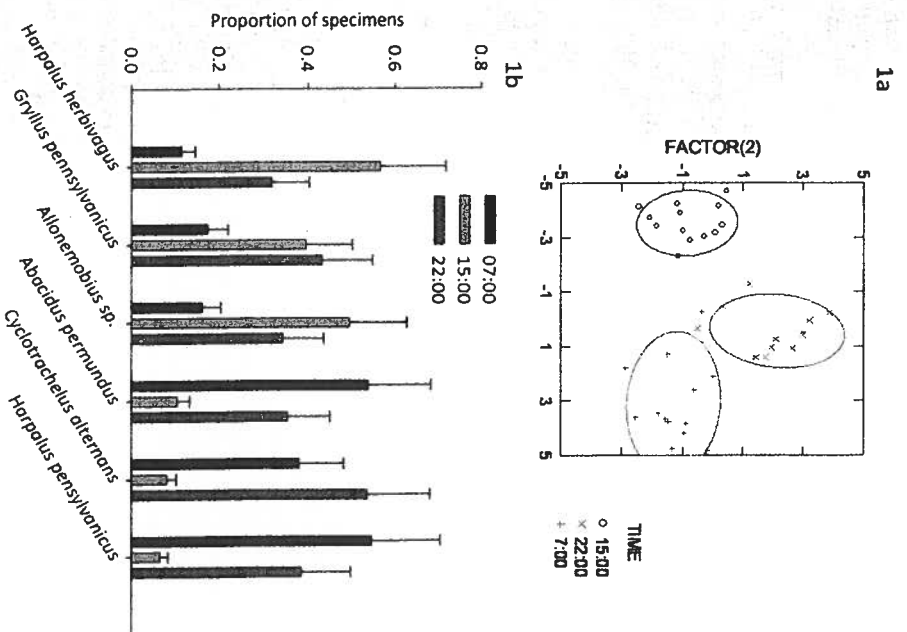 1a
FACTOR(2)
5
3
1
-1
-3
-5
-5
-3
-1
1
3
5
TIME
o 15:00
× 22:00
+ 7:00
1b
Proportion of specimens
0.8
0.6
0.4
0.2
0.0
07:00
15:00
22:00
Harpalus herbivagus
Gryllus pennsylvanicus
Allonemobius sp.
Abacidus permundus
Cyclotrachelus alternans
Harpalus pensylvanicus